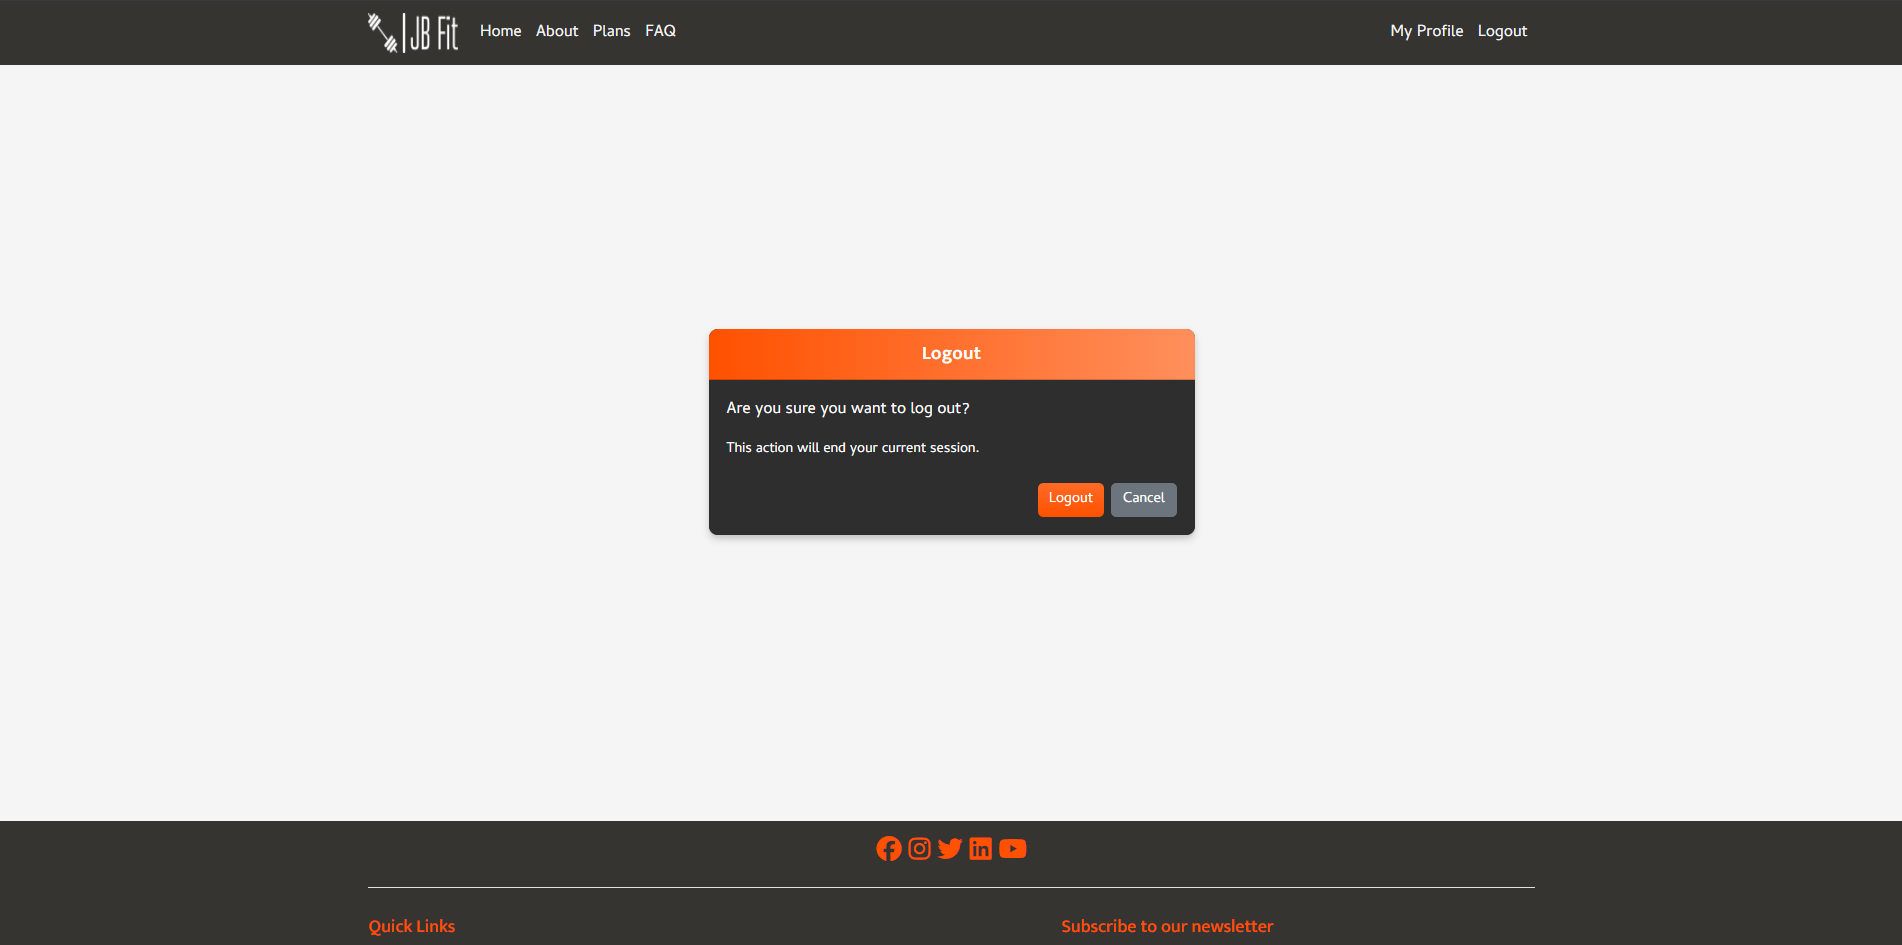 JB Fit
Home About Plans FAQ
My Profile Logout
Logout
Are you sure you want to log out?
This action will end your current session.
Logout Cancel
Quick Links
Subscribe to our newsletter